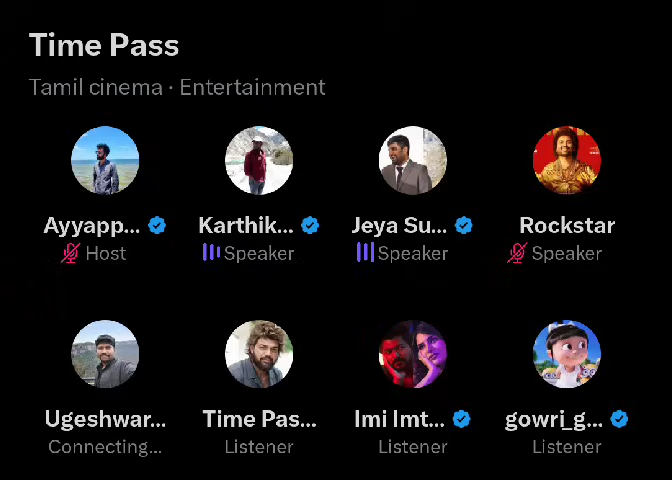 Time Pass
Tamil cinema · Entertainment
Ayyapp... Karthik... Jeya Su... Rockstar
Host Speaker Speaker Speaker
Ugeshwar... Time Pas... Imi Imt... gowri_g...
Connecting... Listener Listener Listener